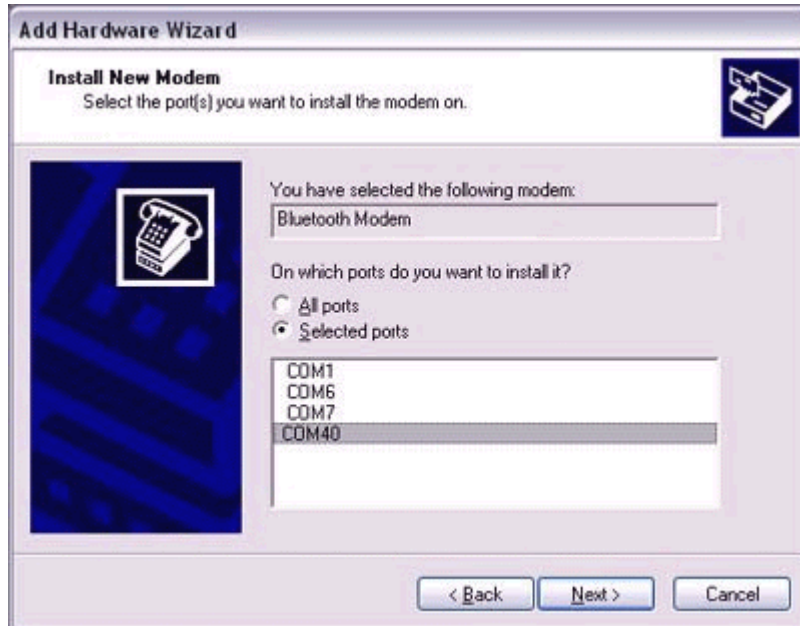 Add Hardware Wizard
Install New Modem
Select the port(s) you want to install the modem on.
You have selected the following modem:
Bluetooth Modem
On which ports do you want to install it?
All ports
Selected ports
COM1
COM6
COM7
COM40
< Back
Next >
Cancel